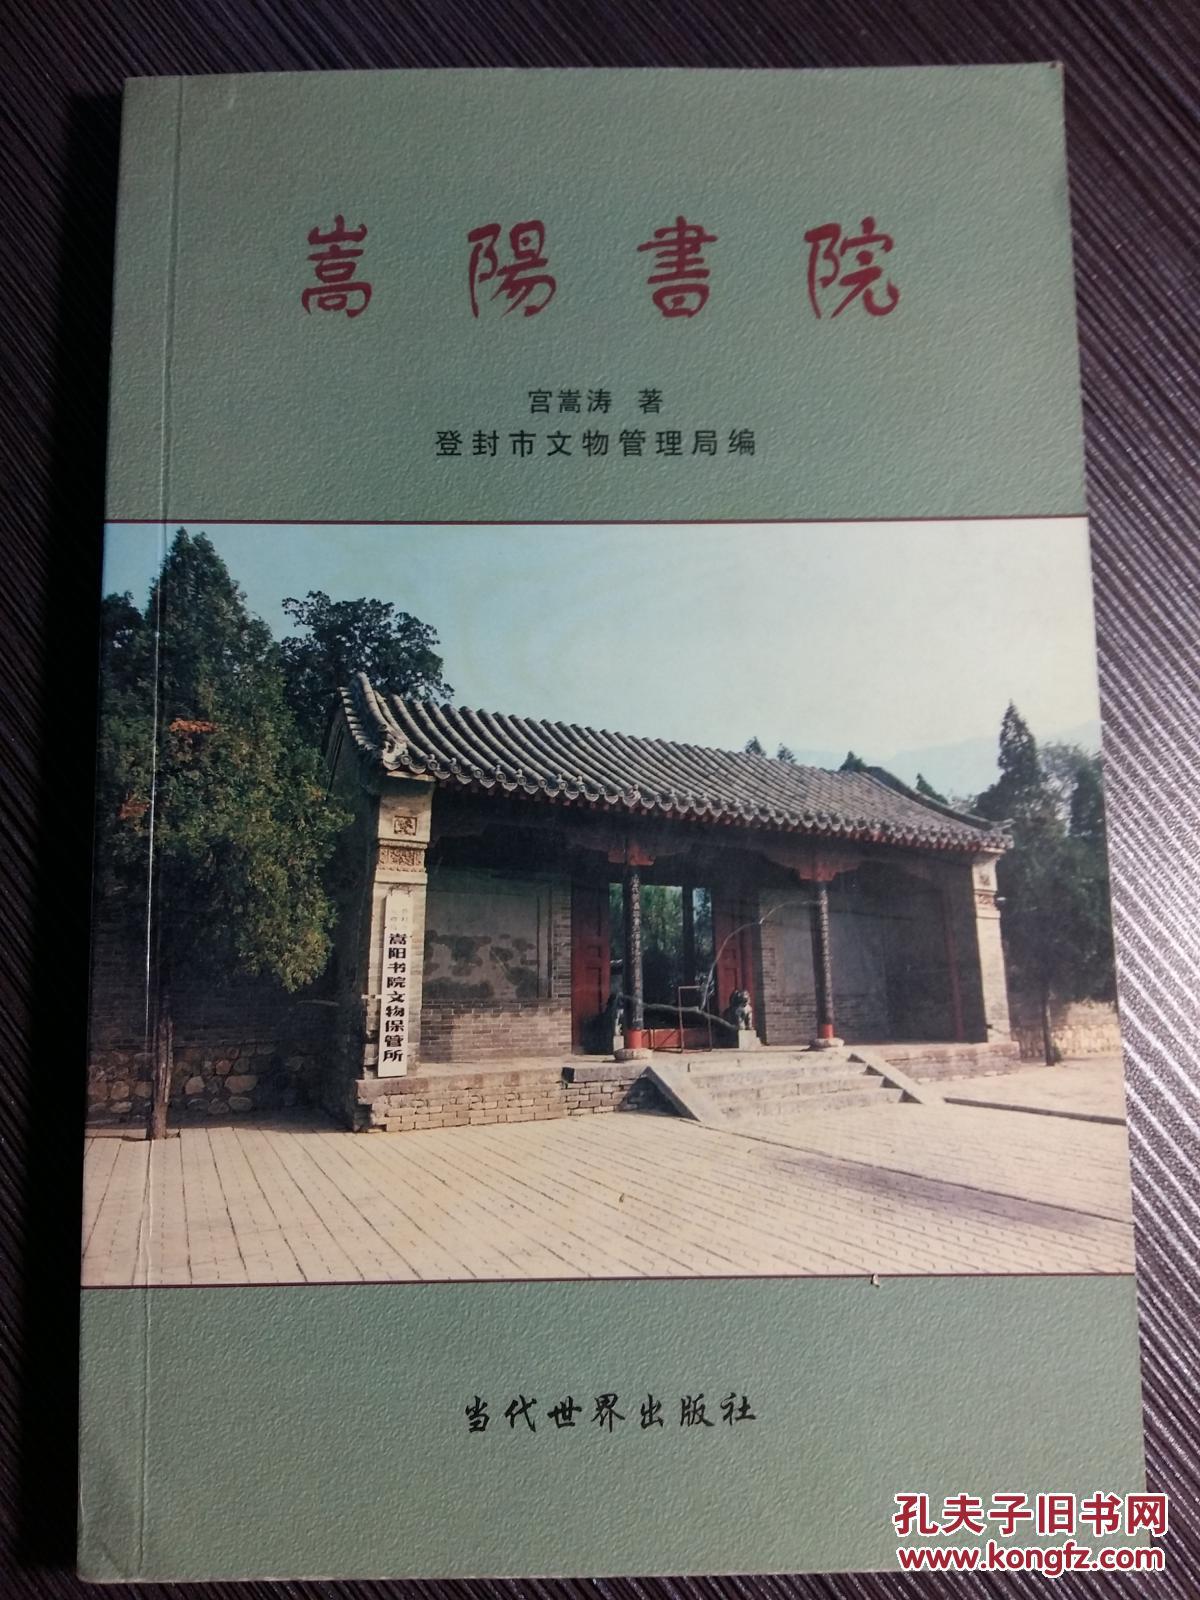 嵩陽書院
宫嵩涛 著
登封市文物管理局编
嵩阳书院文物保管所
当代世界出版社
孔夫子旧书网
www.kongfz.com